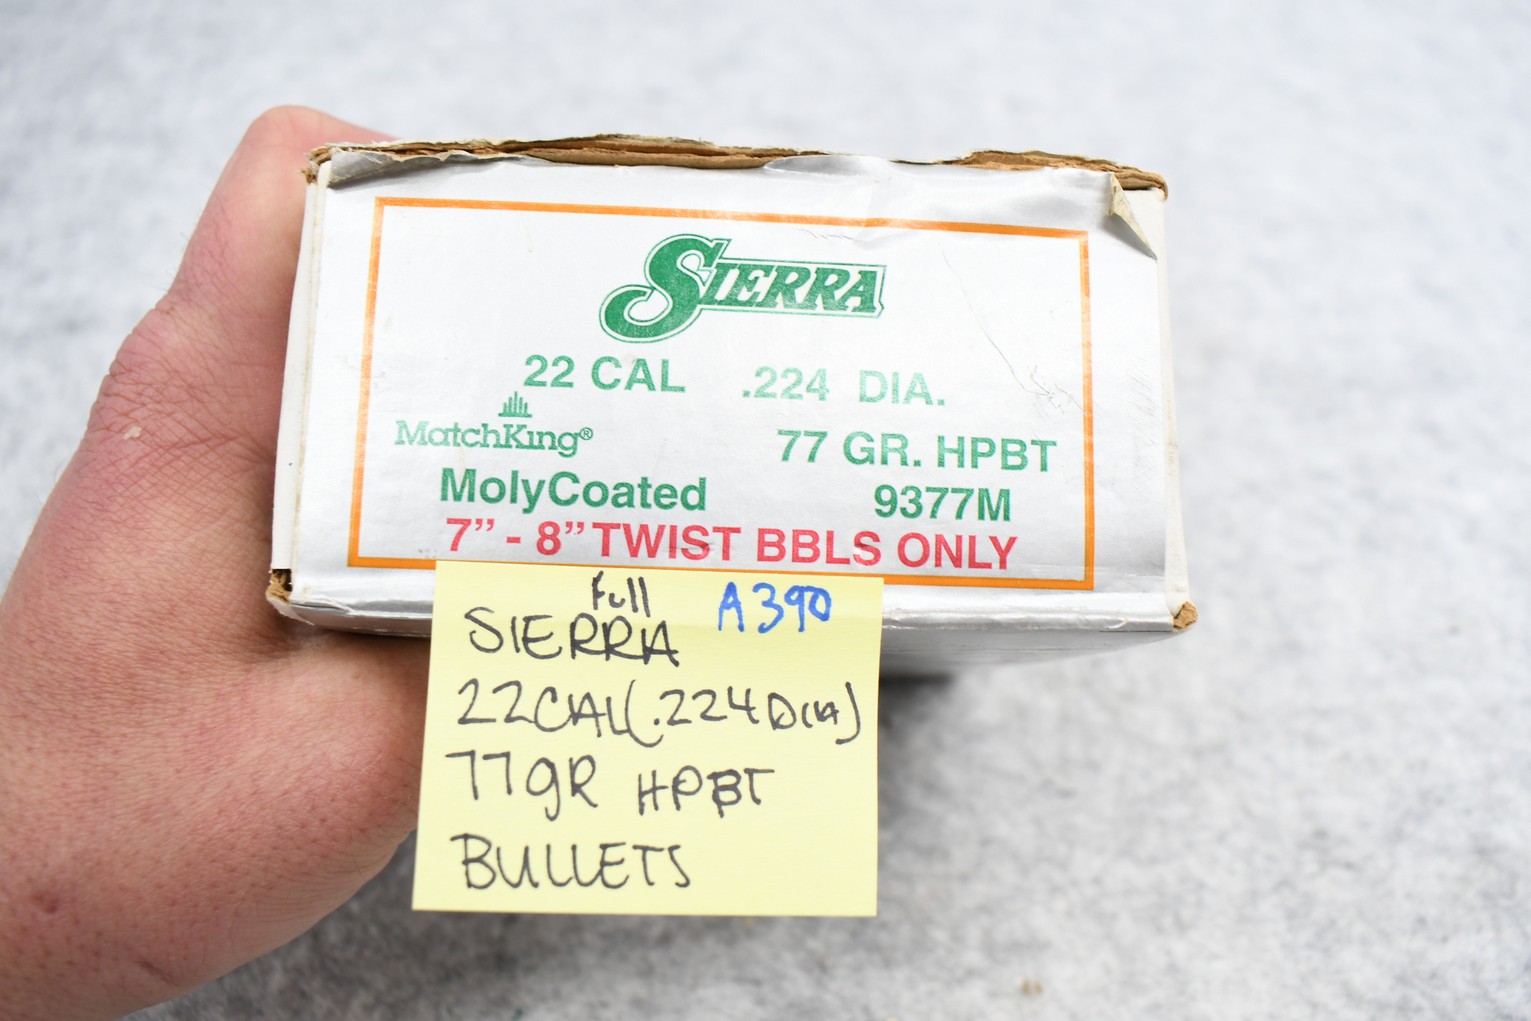 SIERRA
22 CAL .224 DIA.
MatchKing® 77 GR. HPBT
MolyCoated 9377M
7” - 8” TWIST BBLS ONLY
Full A390
SIERRA
22CAL(.224Dia)
77gR HPBT
BULLETS